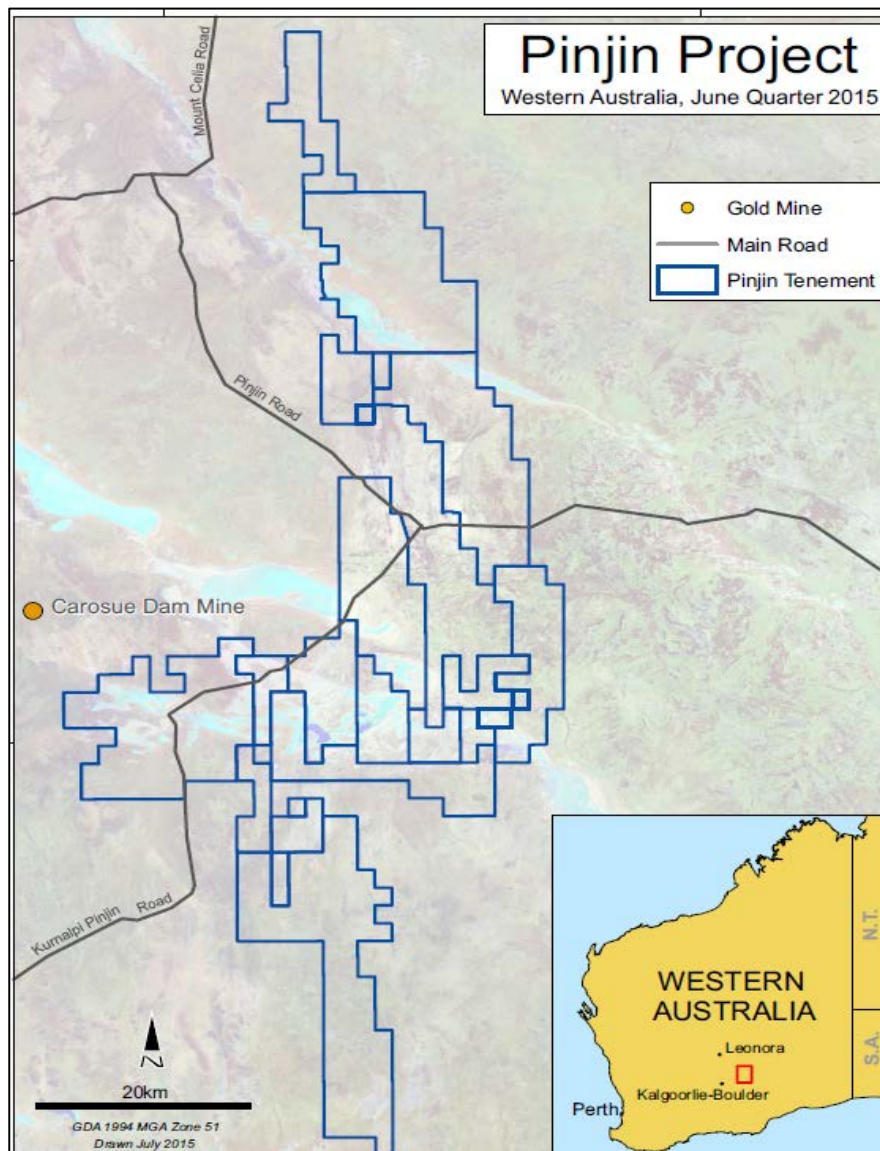 Pinjin Project
Western Australia, June Quarter 2015
Mount Celia Road
Gold Mine
Main Road
Pinjin Tenement
Pinjin Road
Carosue Dam Mine
Kurnalpi Pinjin Road
N
20km
GDA 1994 MGA Zone 51
Drawn July 2015
WESTERN
AUSTRALIA
N.T.
S.A.
Leonora
Kalgoorlie-Boulder
Perth